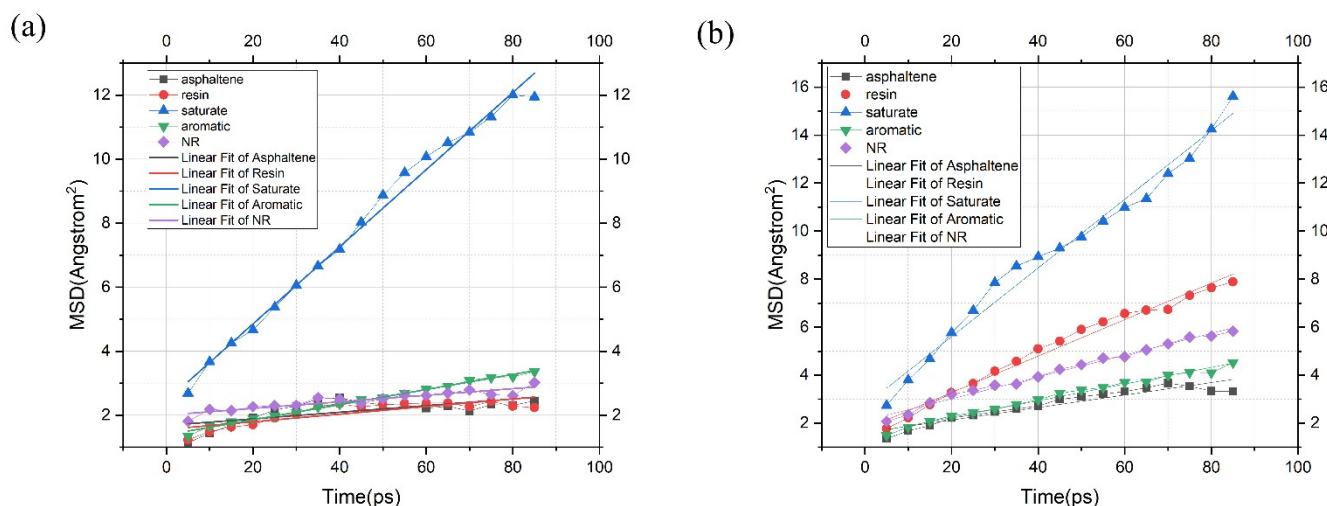 (a)
0 20 40 60 80 100
asphaltene
resin
saturate
aromatic
NR
Linear Fit of Asphaltene
Linear Fit of Resin
Linear Fit of Saturate
Linear Fit of Aromatic
Linear Fit of NR
MSD(Angstrom²)
12 12
10 10
8 8
6 6
4 4
2 2
0 20 40 60 80 100
Time(ps)
(b)
0 20 40 60 80 100
asphaltene
resin
saturate
aromatic
NR
Linear Fit of Asphaltene
Linear Fit of Resin
Linear Fit of Saturate
Linear Fit of Aromatic
Linear Fit of NR
MSD(Angstrom²)
16 16
14 14
12 12
10 10
8 8
6 6
4 4
2 2
0 20 40 60 80 100
Time(ps)